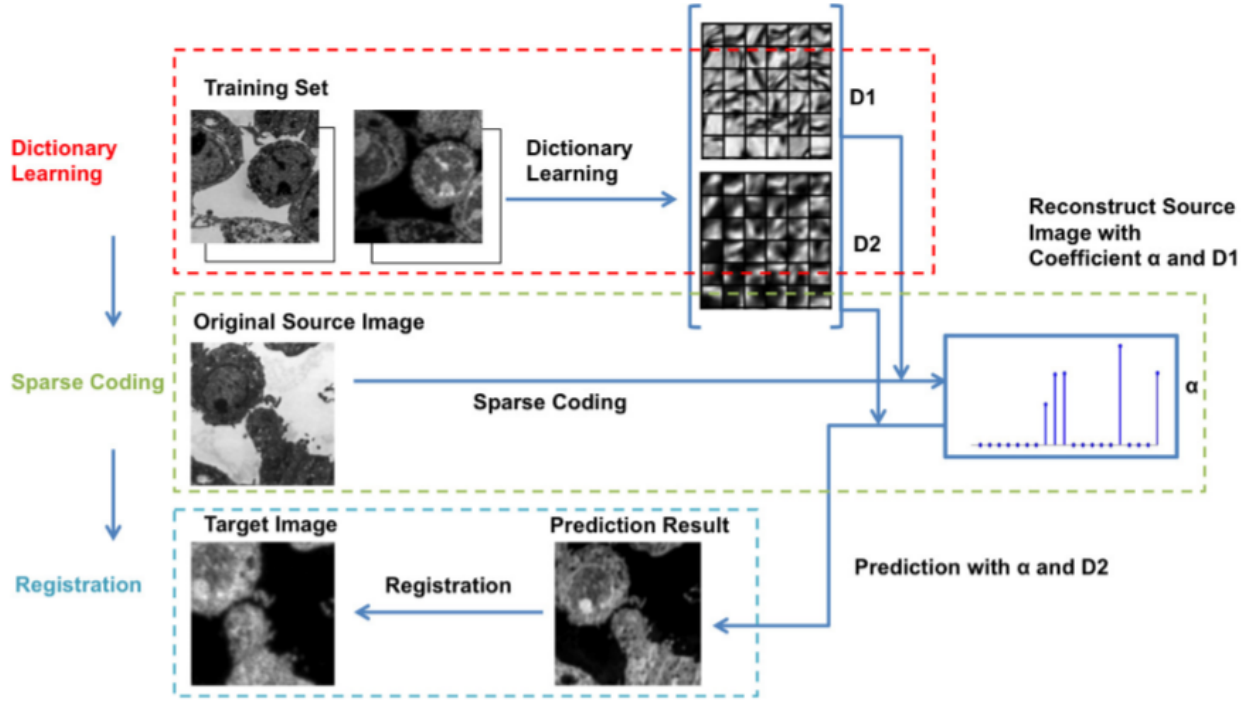 Training Set
Dictionary
Learning
Dictionary
Learning
D1
D2
Reconstruct Source
Image with
Coefficient α and D1
Original Source Image
Sparse Coding
Sparse Coding
α
Target Image
Prediction Result
Registration
Registration
Prediction with α and D2